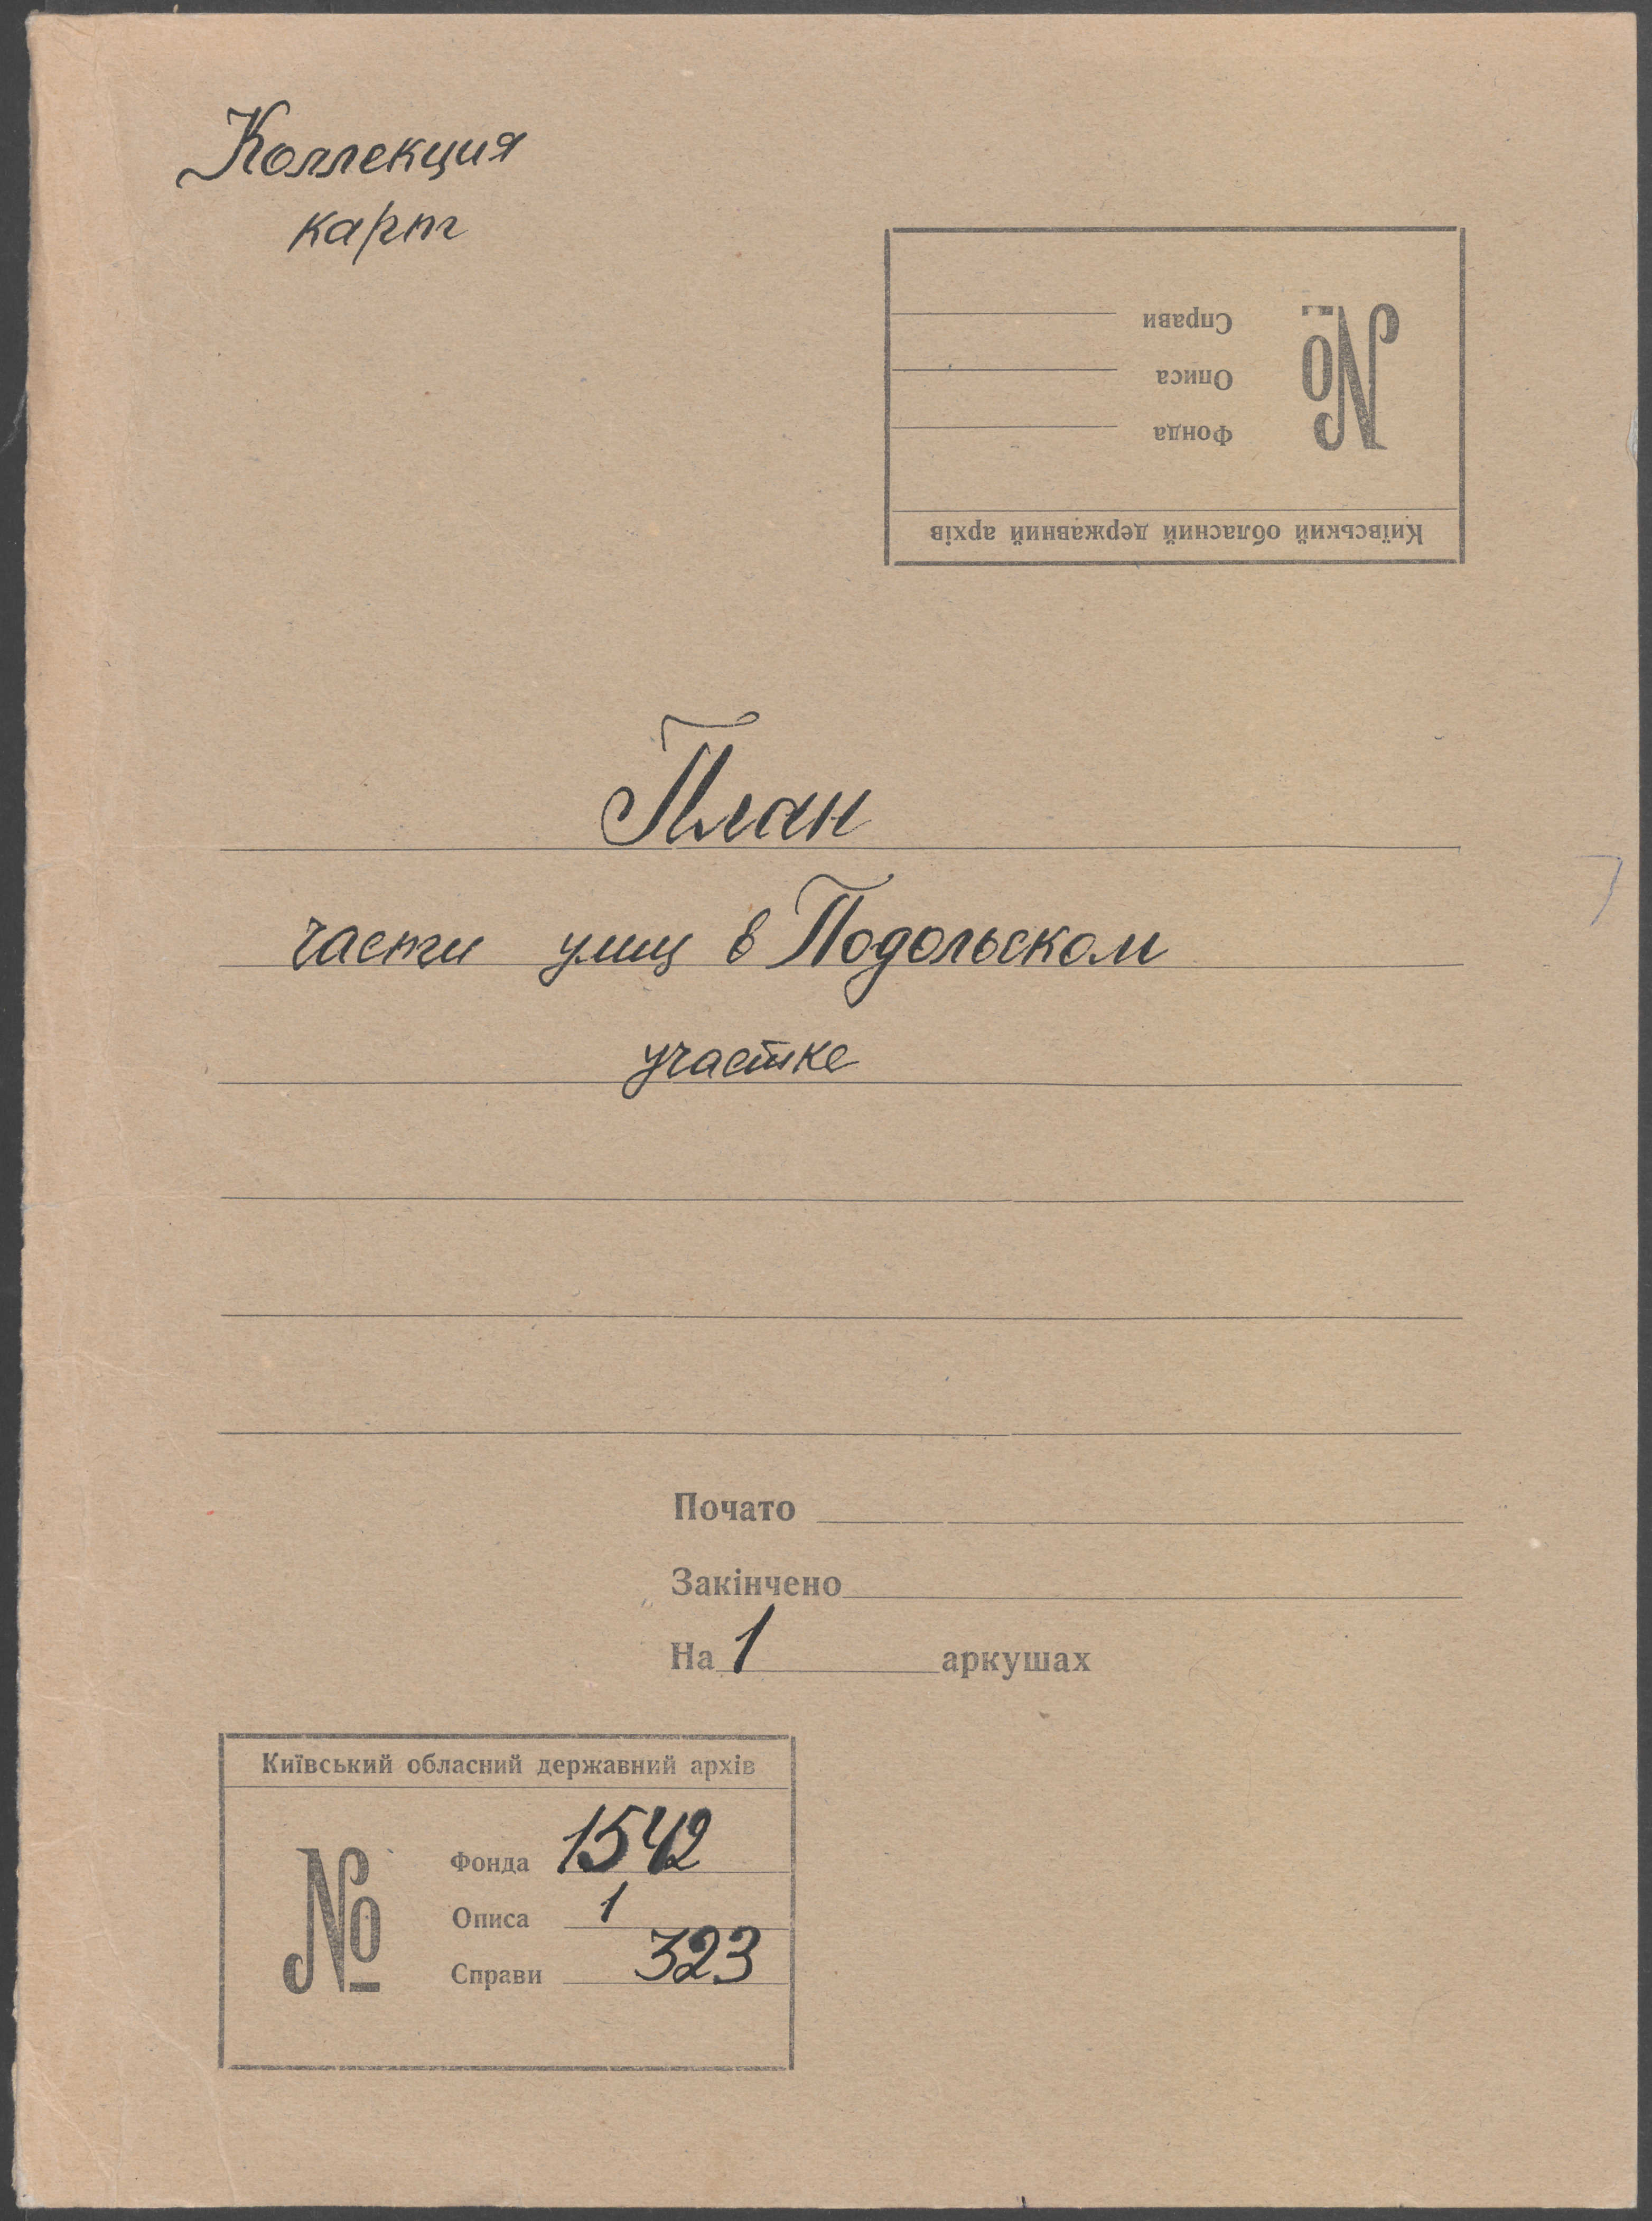 Коллекция
карт
Київський обласний державний архів
№
Фонда
Описа
Справи
План
части улиц в Подольском
участке
Почато
Закінчено
На 1 аркушах
Київський обласний державний архів
№
Фонда 1542
Описа 1
Справи 323